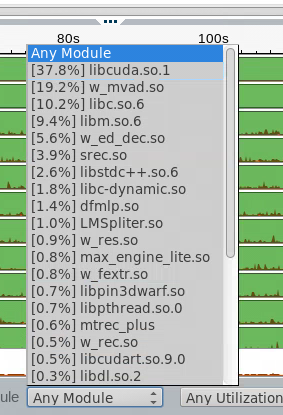 80s 100s
Any Module
[37.8%] libcuda.so.1
[19.2%] w_mvad.so
[10.2%] libc.so.6
[9.4%] libm.so.6
[5.6%] w_ed_dec.so
[3.9%] srec.so
[2.6%] libstdc++.so.6
[1.8%] libc-dynamic.so
[1.4%] dfmlp.so
[1.0%] LMSpliter.so
[0.9%] w_res.so
[0.8%] max_engine_lite.so
[0.8%] w_fextr.so
[0.7%] libpin3dwarf.so
[0.7%] libpthread.so.0
[0.6%] mtrec_plus
[0.5%] w_rec.so
[0.5%] libcudart.so.9.0
[0.3%] libdl.so.2
ule Any Module Any Utilization